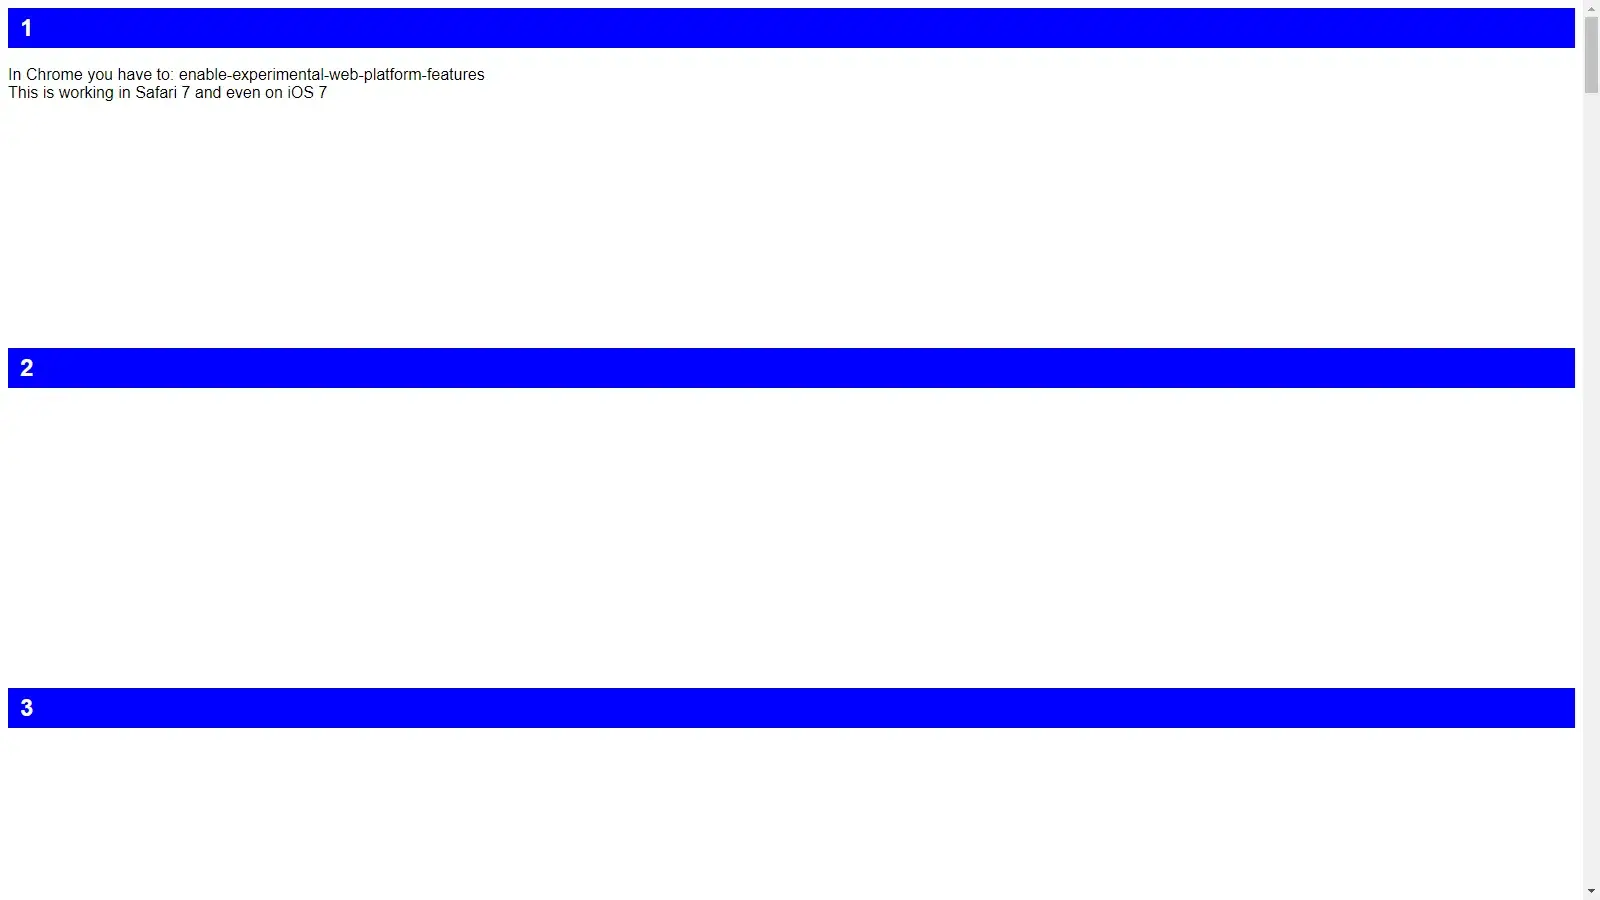 1
In Chrome you have to: enable-experimental-web-platform-features
This is working in Safari 7 and even on iOS 7
2
3